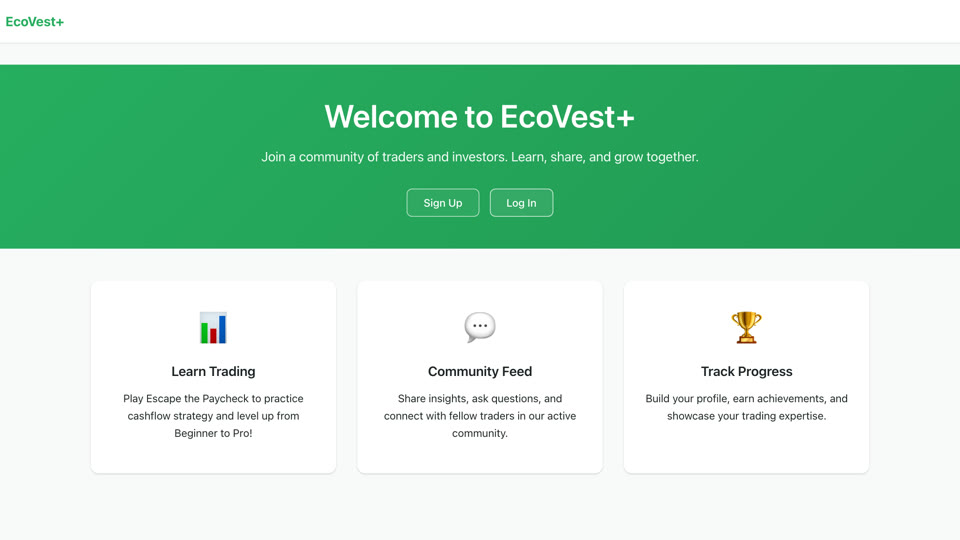 EcoVest+
Welcome to EcoVest+
Join a community of traders and investors. Learn, share, and grow together.
Sign Up
Log In
Learn Trading
Play Escape the Paycheck to practice
cashflow strategy and level up from
Beginner to Pro!
Community Feed
Share insights, ask questions, and
connect with fellow traders in our active
community.
Track Progress
Build your profile, earn achievements, and
showcase your trading expertise.